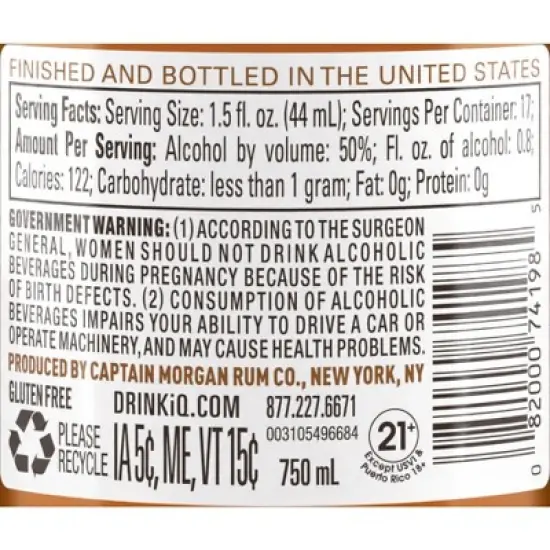 FINISHED AND BOTTLED IN THE UNITED STATES
Serving Facts: Serving Size: 1.5 fl. oz. (44 mL); Servings Per Container: 17;
Amount Per Serving: Alcohol by volume: 50%; Fl. oz. of alcohol: 0.8;
Calories: 122; Carbohydrate: less than 1 gram; Fat: 0g; Protein: 0g
GOVERNMENT WARNING: (1) ACCORDING TO THE SURGEON
GENERAL, WOMEN SHOULD NOT DRINK ALCOHOLIC
BEVERAGES DURING PREGNANCY BECAUSE OF THE RISK
OF BIRTH DEFECTS. (2) CONSUMPTION OF ALCOHOLIC
BEVERAGES IMPAIRS YOUR ABILITY TO DRIVE A CAR OR
OPERATE MACHINERY, AND MAY CAUSE HEALTH PROBLEMS.
PRODUCED BY CAPTAIN MORGAN RUM CO., NEW YORK, NY
GLUTEN FREE
DRINKiQ.COM 877.227.6671
003105496684
PLEASE
RECYCLE
IA 5¢, ME, VT 15¢ 750 mL
21+
Except USVI &
Puerto Rico 18+
0 82000 74198 5